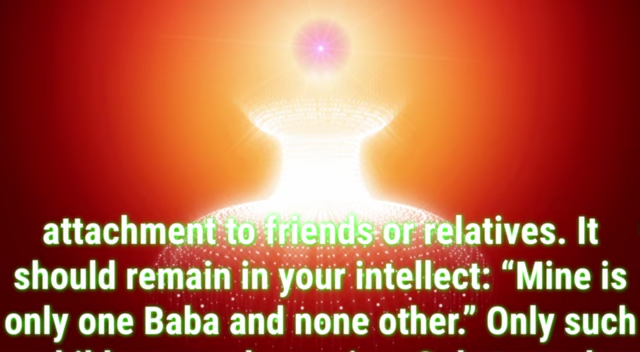 attachment to friends or relatives. It
should remain in your intellect: “Mine is
only one Baba and none other.” Only such